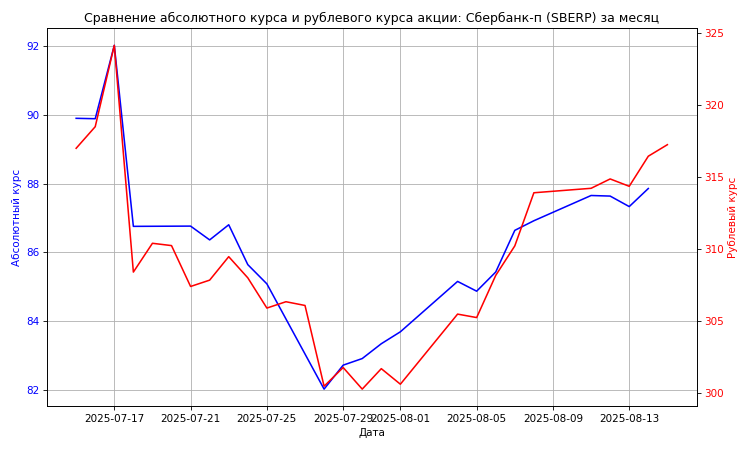 Сравнение абсолютного курса и рублевого курса акции: Сбербанк-п (SBERP) за месяц
92
90
88
86
84
82
Абсолютный курс
325
320
315
310
305
300
Рублевый курс
2025-07-17 2025-07-21 2025-07-25 2025-07-29 2025-08-01 2025-08-05 2025-08-09 2025-08-13
Дата